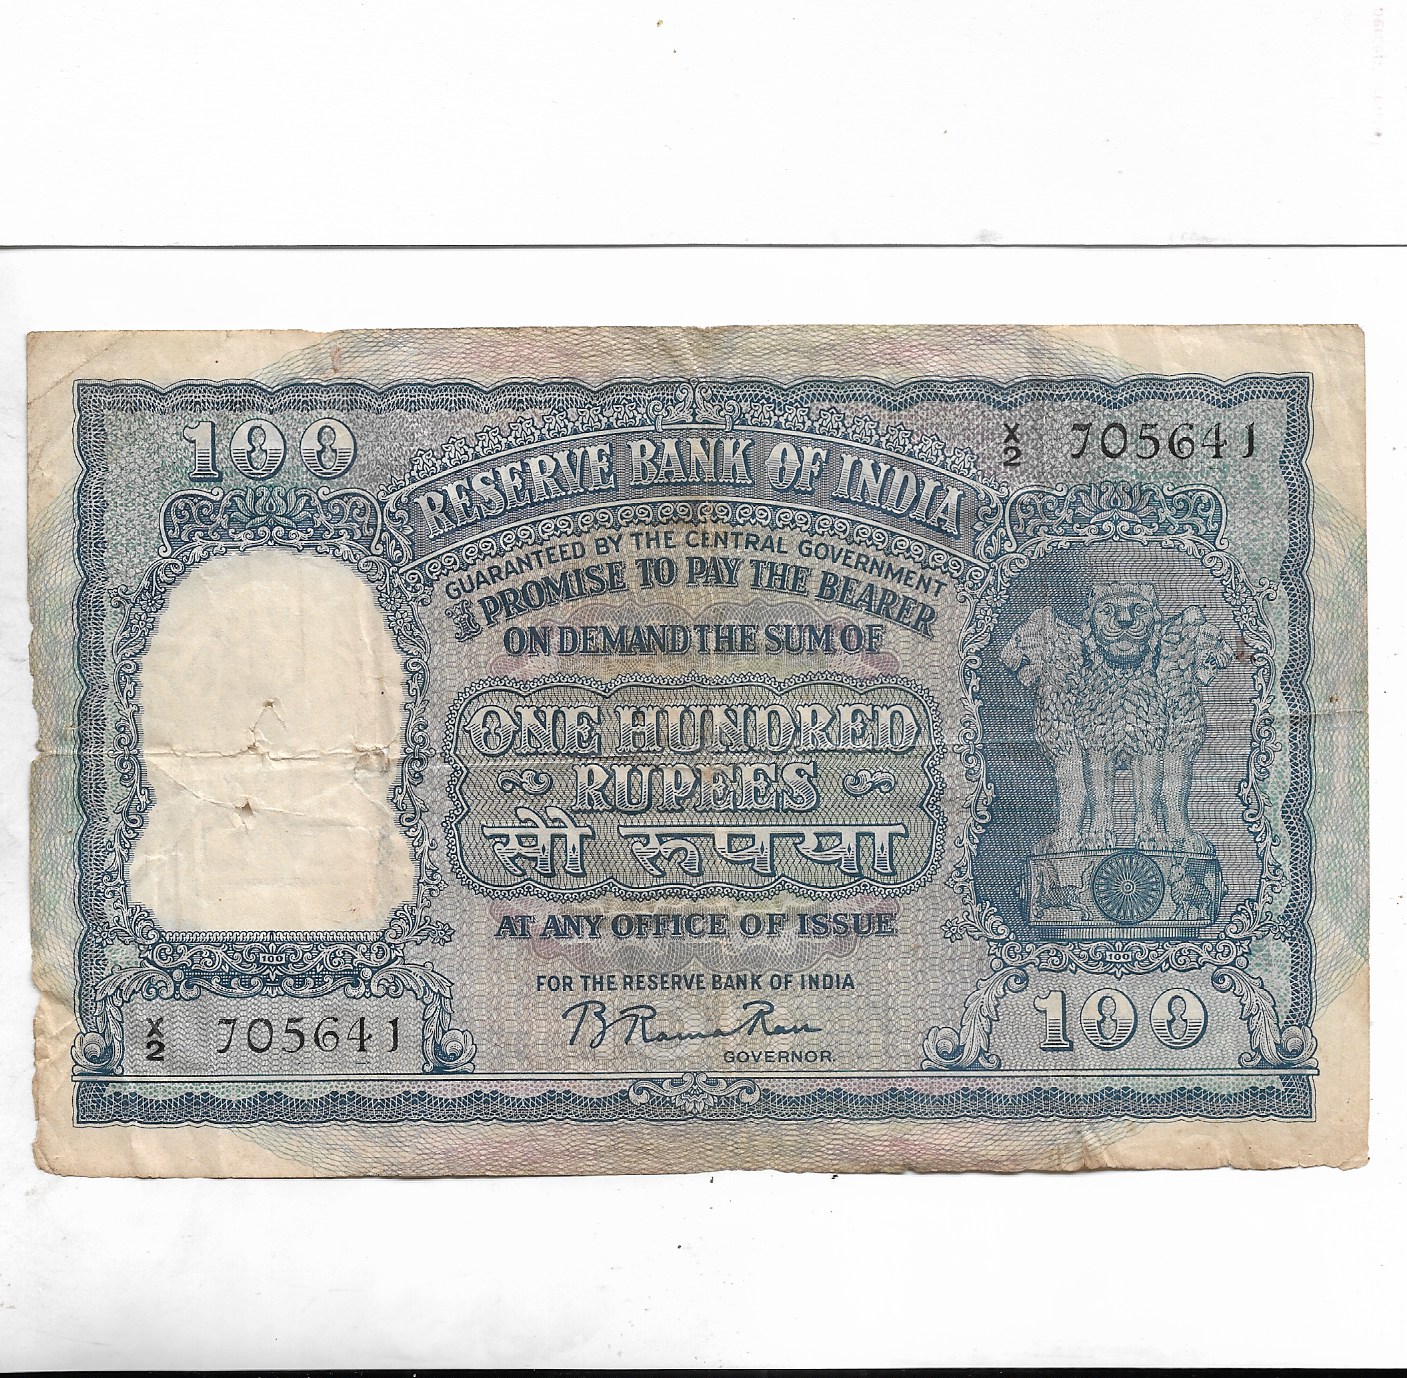 100
X
2 705641
RESERVE BANK OF INDIA
GUARANTEED BY THE CENTRAL GOVERNMENT
I PROMISE TO PAY THE BEARER
ON DEMAND THE SUM OF
ONE HUNDRED
RUPEES
सौ रूपया
AT ANY OFFICE OF ISSUE
100
100
FOR THE RESERVE BANK OF INDIA
B Rama Rau
GOVERNOR.
X
2 705641
100